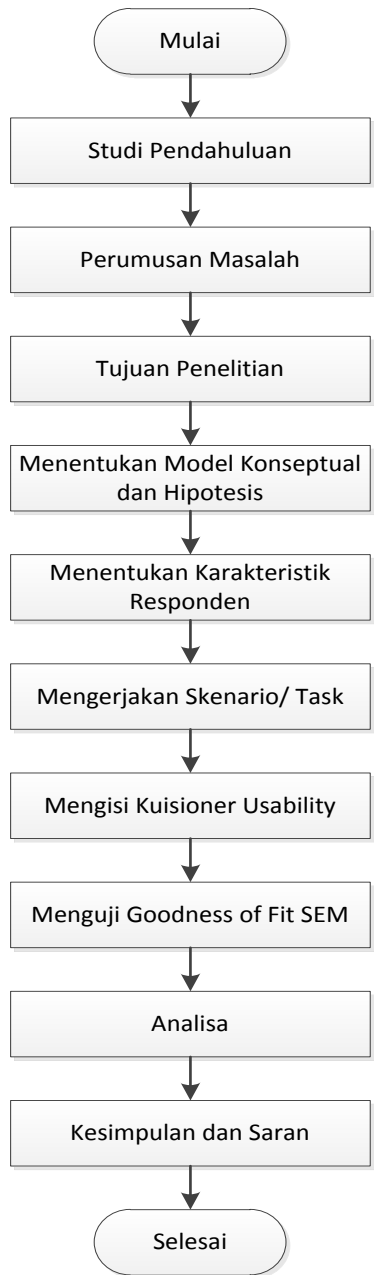 Mulai
Studi Pendahuluan
Perumusan Masalah
Tujuan Penelitian
Menentukan Model Konseptual
dan Hipotesis
Menentukan Karakteristik
Responden
Mengerjakan Skenario/ Task
Mengisi Kuisioner Usability
Menguji Goodness of Fit SEM
Analisa
Kesimpulan dan Saran
Selesai